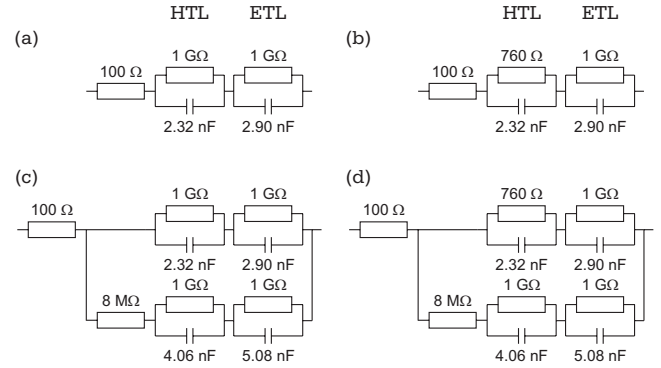 HTL ETL HTL ETL
(a) (b)
1 GΩ 1 GΩ 760 Ω 1 GΩ
100 Ω 100 Ω
2.32 nF 2.90 nF 2.32 nF 2.90 nF
(c) (d)
1 GΩ 1 GΩ 760 Ω 1 GΩ
100 Ω 100 Ω
2.32 nF 2.90 nF 2.32 nF 2.90 nF
1 GΩ 1 GΩ 1 GΩ 1 GΩ
8 MΩ 8 MΩ
4.06 nF 5.08 nF 4.06 nF 5.08 nF